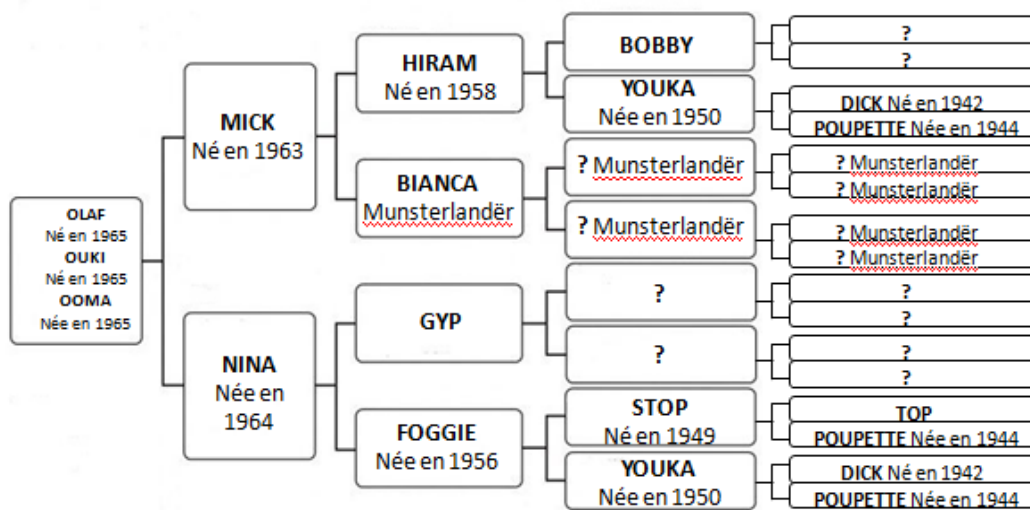 OLAF
Né en 1965
OUKI
Né en 1965
OOMA
Née en 1965
MICK
Né en 1963
NINA
Née en
1964
HIRAM
Né en 1958
BIANCA
Munsterlandër
GYP
FOGGIE
Née en 1956
BOBBY
YOUKA
Née en 1950
? Munsterlandër
? Munsterlandër
?
?
STOP
Né en 1949
YOUKA
Née en 1950
?
?
DICK Né en 1942
POUPETTE Née en 1944
? Munsterlandër
? Munsterlandër
? Munsterlandër
? Munsterlandër
?
?
?
?
TOP
POUPETTE Née en 1944
DICK Né en 1942
POUPETTE Née en 1944